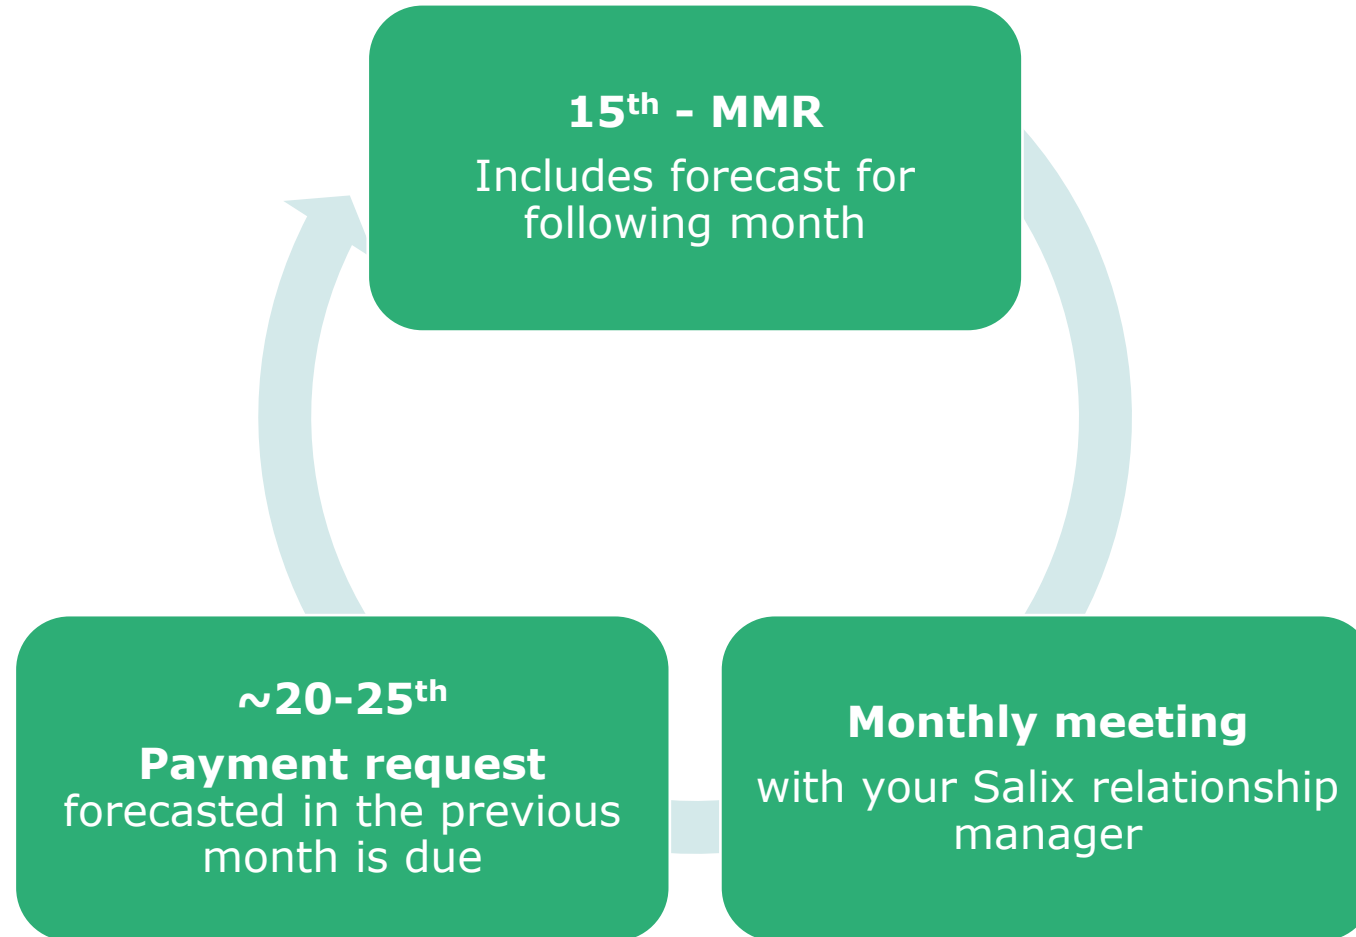 15th - MMR
Includes forecast for
following month
Monthly meeting
with your Salix relationship
manager
~20-25th
Payment request
forecasted in the previous
month is due